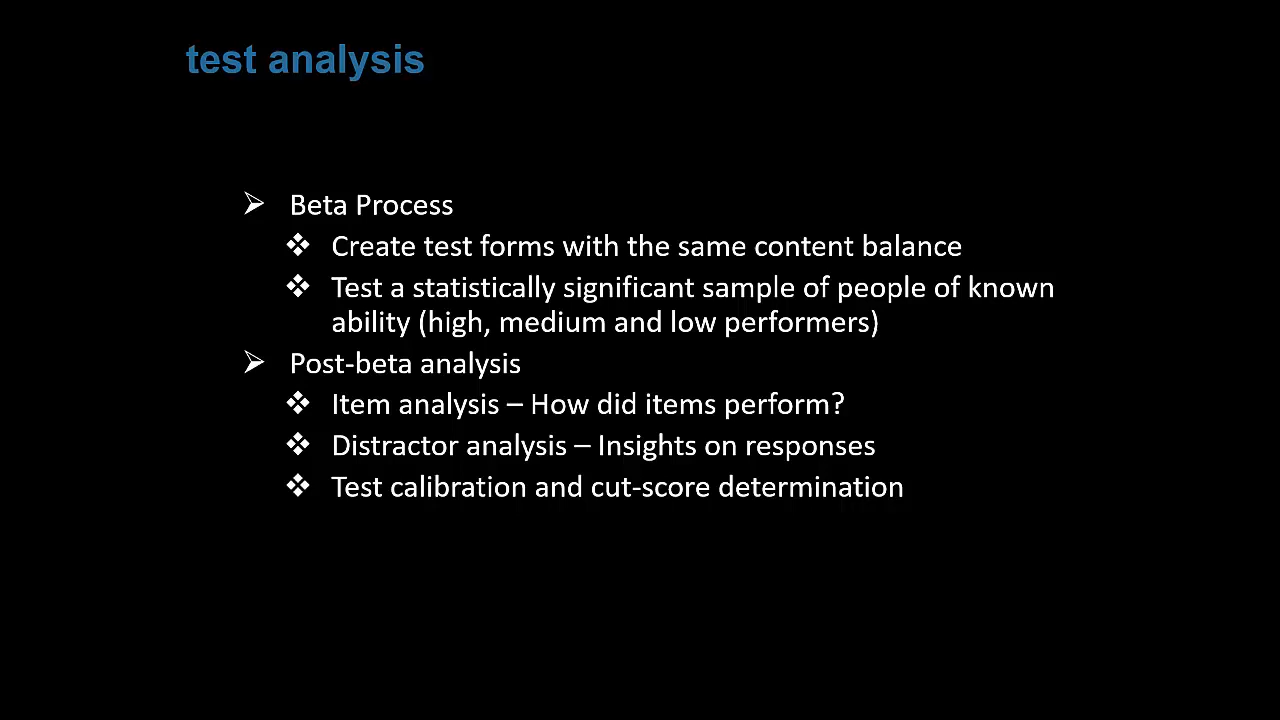 test analysis
Beta Process
Create test forms with the same content balance
Test a statistically significant sample of people of known
ability (high, medium and low performers)
Post-beta analysis
Item analysis – How did items perform?
Distractor analysis – Insights on responses
Test calibration and cut-score determination